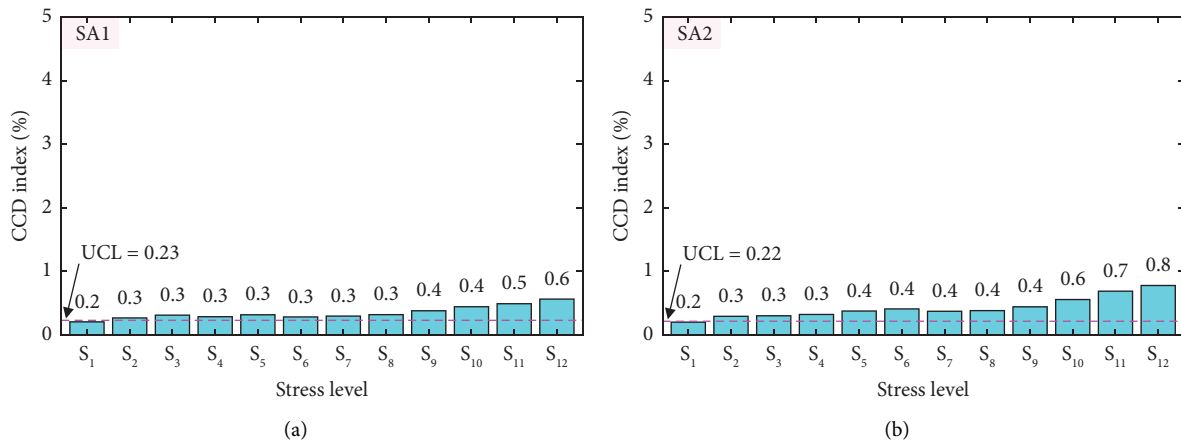 SA1
CCD index (%)
5
4
3
2
1
0
UCL = 0.23
0.2 0.3 0.3 0.3 0.3 0.3 0.3 0.3 0.4 0.4 0.5 0.6
S1 S2 S3 S4 S5 S6 S7 S8 S9 S10 S11 S12
Stress level
(a)
SA2
CCD index (%)
5
4
3
2
1
0
UCL = 0.22
0.2 0.3 0.3 0.3 0.4 0.4 0.4 0.4 0.4 0.6 0.7 0.8
S1 S2 S3 S4 S5 S6 S7 S8 S9 S10 S11 S12
Stress level
(b)